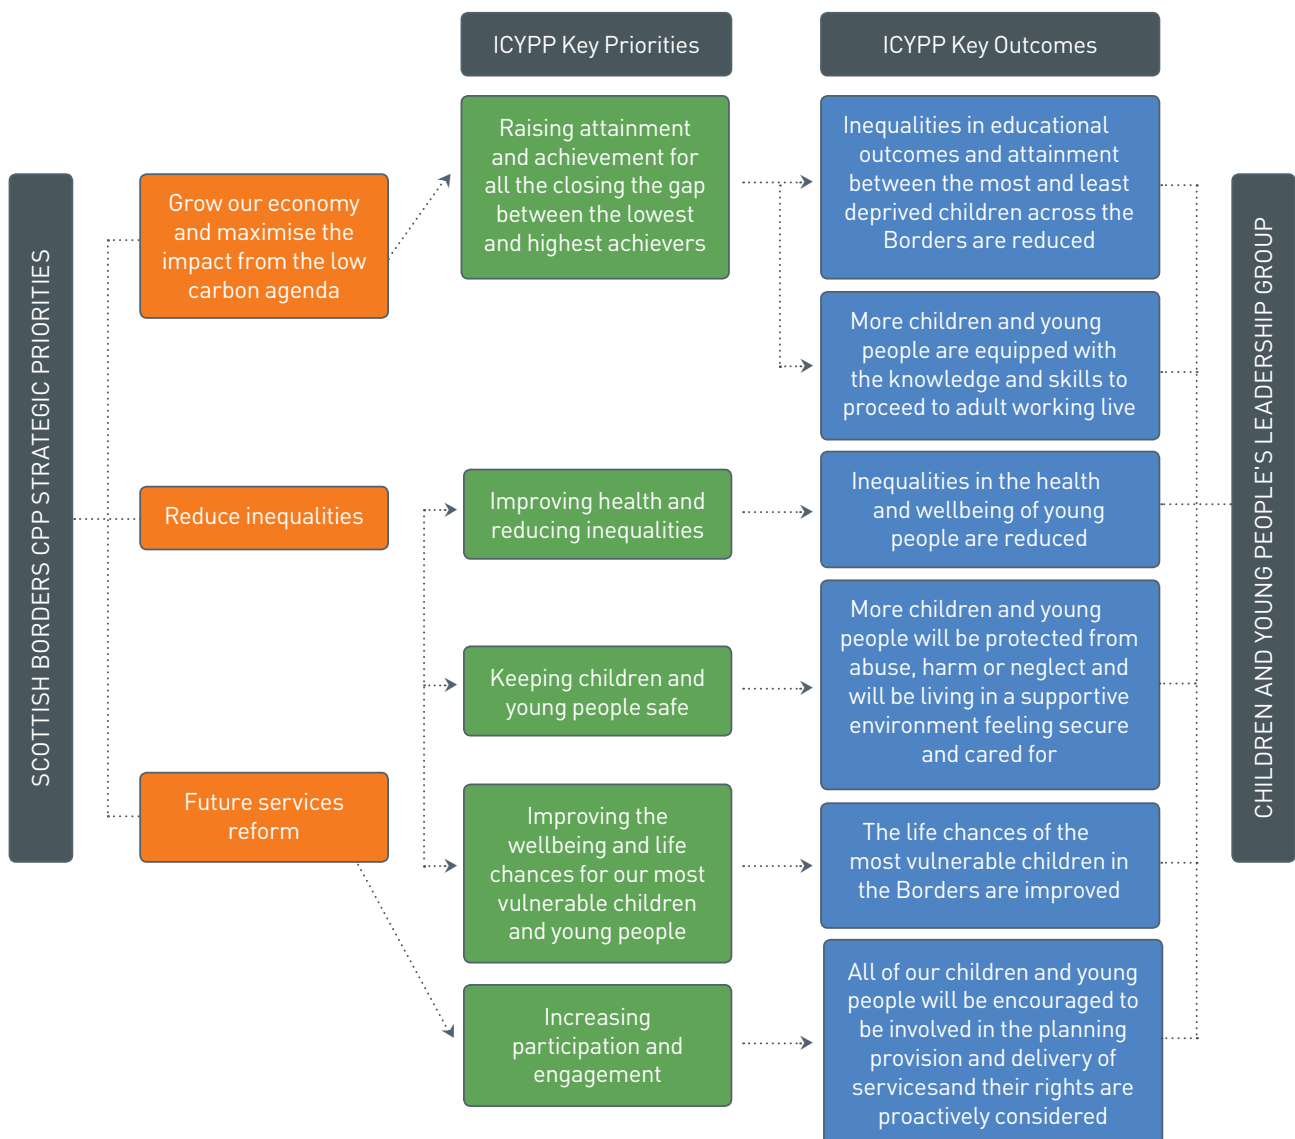 SCOTTISH BORDERS CPP STRATEGIC PRIORITIES
Grow our economy
and maximise the
impact from the low
carbon agenda
Reduce inequalities
Future services
reform
ICYPP Key Priorities
Raising attainment
and achievement for
all the closing the gap
between the lowest
and highest achievers
Improving health and
reducing inequalities
Keeping children and
young people safe
Improving the
wellbeing and life
chances for our most
vulnerable children
and young people
Increasing
participation and
engagement
ICYPP Key Outcomes
Inequalities in educational
outcomes and attainment
between the most and least
deprived children across the
Borders are reduced
More children and young
people are equipped with
the knowledge and skills to
proceed to adult working live
Inequalities in the health
and wellbeing of young
people are reduced
More children and young
people will be protected from
abuse, harm or neglect and
will be living in a supportive
environment feeling secure
and cared for
The life chances of the
most vulnerable children in
the Borders are improved
All of our children and young
people will be encouraged to
be involved in the planning
provision and delivery of
servicesand their rights are
proactively considered
CHILDREN AND YOUNG PEOPLE'S LEADERSHIP GROUP